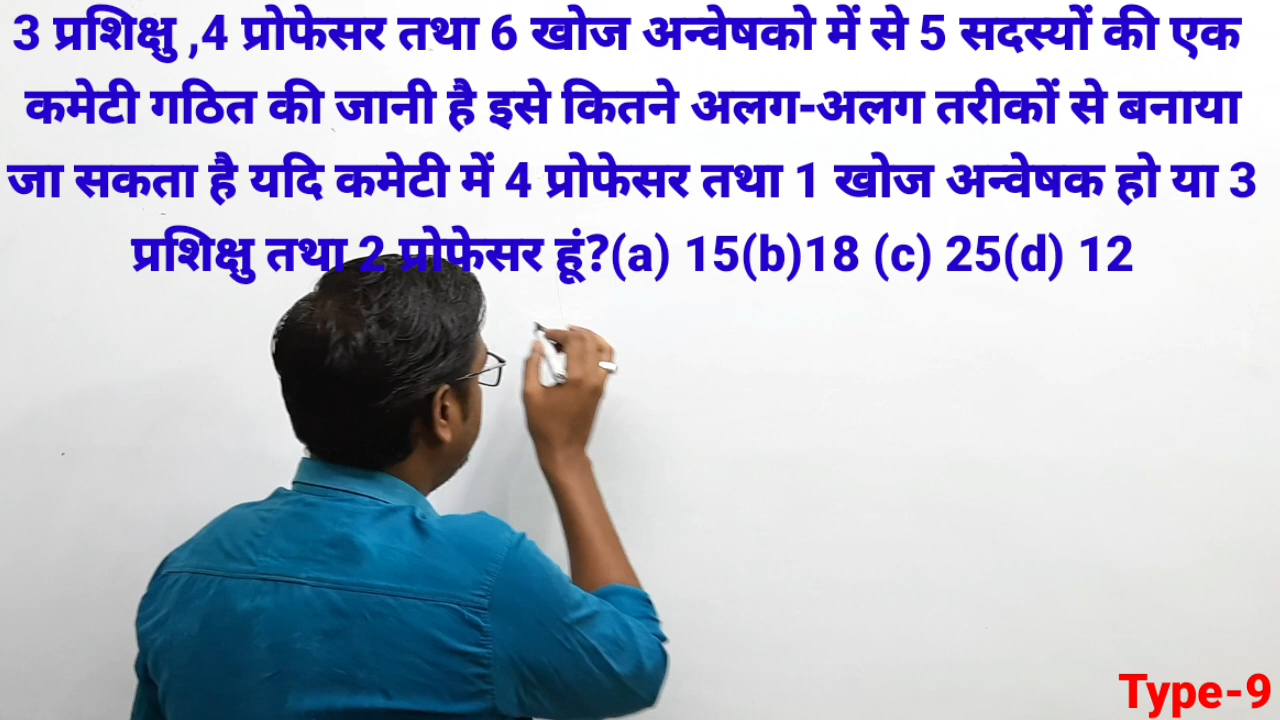 3 प्रशिक्षु ,4 प्रोफेसर तथा 6 खोज अन्वेषको में से 5 सदस्यों की एक
कमेटी गठित की जानी है इसे कितने अलग-अलग तरीकों से बनाया
जा सकता है यदि कमेटी में 4 प्रोफेसर तथा 1 खोज अन्वेषक हो या 3
प्रशिक्षु तथा 2 प्रोफेसर हूं?(a) 15(b)18 (c) 25(d) 12
Type-9